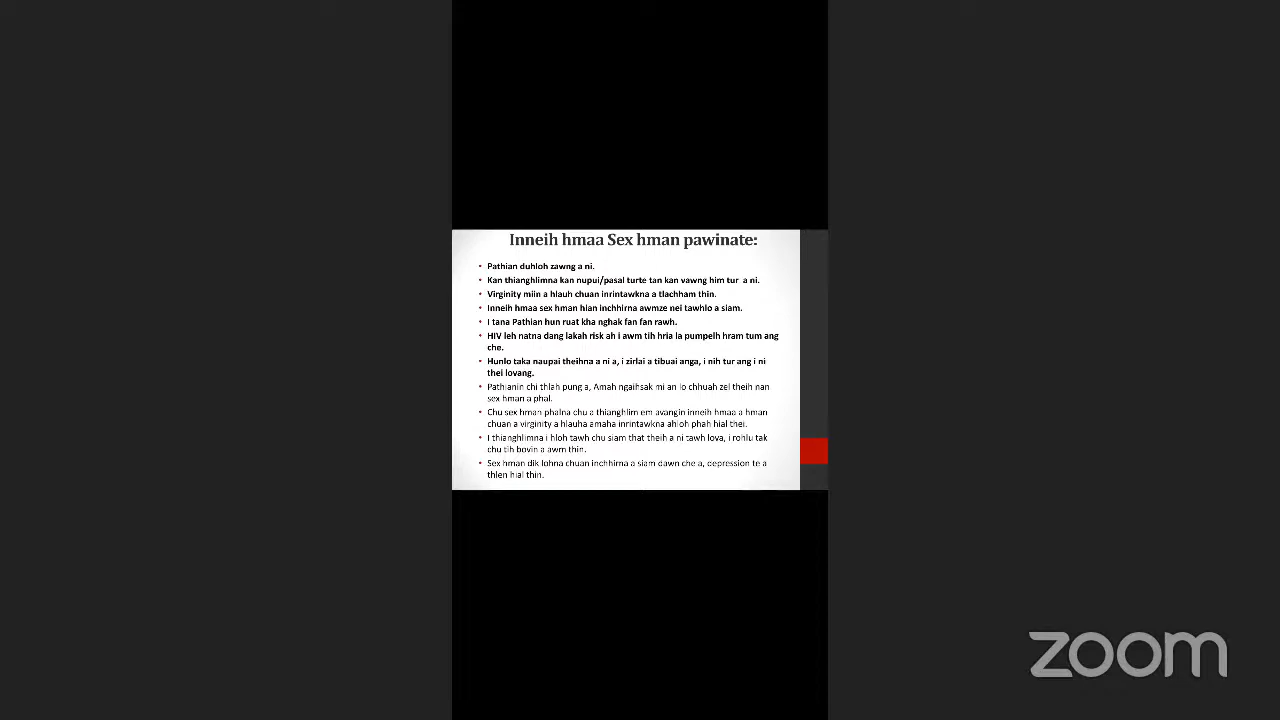 Inneih hmaa Sex hman pawinate:
• Pathian duhloh zawng a ni.
• Kan thianghlimna kan nupui/pasal turte tan kan vawng him tur a ni.
• Virginity miin a hlauh chuan inrintawkna a tlachham thin.
• Inneih hmaa sex hman hian inchhirna awmze nei tawhlo a siam.
• I tana Pathian hun ruat kha nghak fan fan rawh.
• HIV leh natna dang lakah risk ah i awm tih hria la pumpelh hram tum ang
che.
• Hunlo taka naupai theihna a ni a, i zirlai a tibuai anga, i nih tur ang i ni
thei lovang.
• Pathianin chi thlah pung a, Amah ngaihsak mi an lo chhuah zel theih nan
sex hman a phal.
• Chu sex hman phalna chu a thianghlim em avangin inneih hmaa a hman
chuan a virginity a hlauha amaha inrintawkna ahloh phah hial thei.
• I thianghlimna i hloh tawh chu siam that theih a ni tawh lova, i rohlu tak
chu tih bovin a awm thin.
• Sex hman dik lohna chuan inchhirna a siam dawn che a, depression te a
thlen hial thin.
zoom